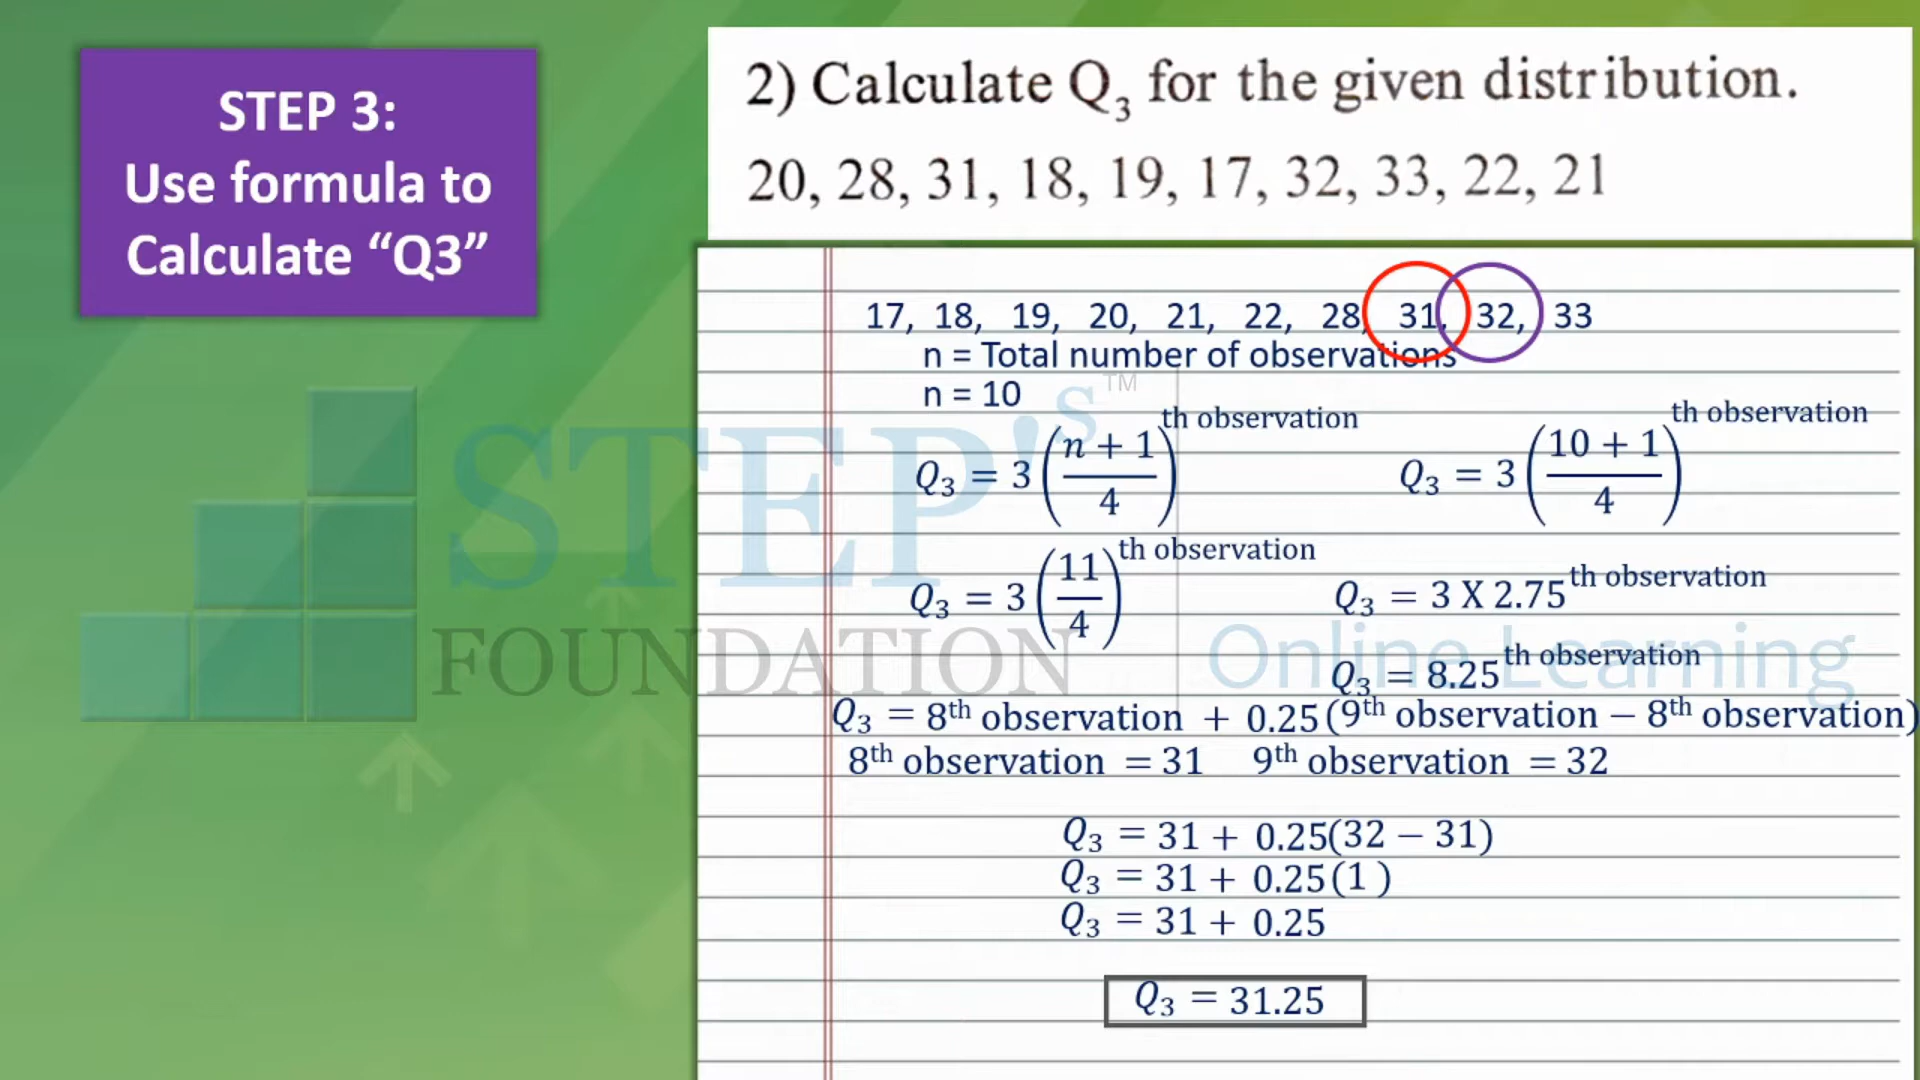 STEP 3:
Use formula to
Calculate “Q3”
2) Calculate Q₃ for the given distribution.
20, 28, 31, 18, 19, 17, 32, 33, 22, 21
17, 18, 19, 20, 21, 22, 28, 31, 32, 33
n = Total number of observations
n = 10
Q₃ = 3 ((n + 1)/4)^th observation
Q₃ = 3 ((10 + 1)/4)^th observation
Q₃ = 3 (11/4)^th observation
Q₃ = 3 X 2.75^th observation
Q₃ = 8.25^th observation
Q₃ = 8th observation + 0.25(9th observation − 8th observation)
8th observation = 31 9th observation = 32
Q₃ = 31 + 0.25(32 − 31)
Q₃ = 31 + 0.25(1 )
Q₃ = 31 + 0.25
Q₃ = 31.25
STEP's™
FOUNDATION
Online Learning